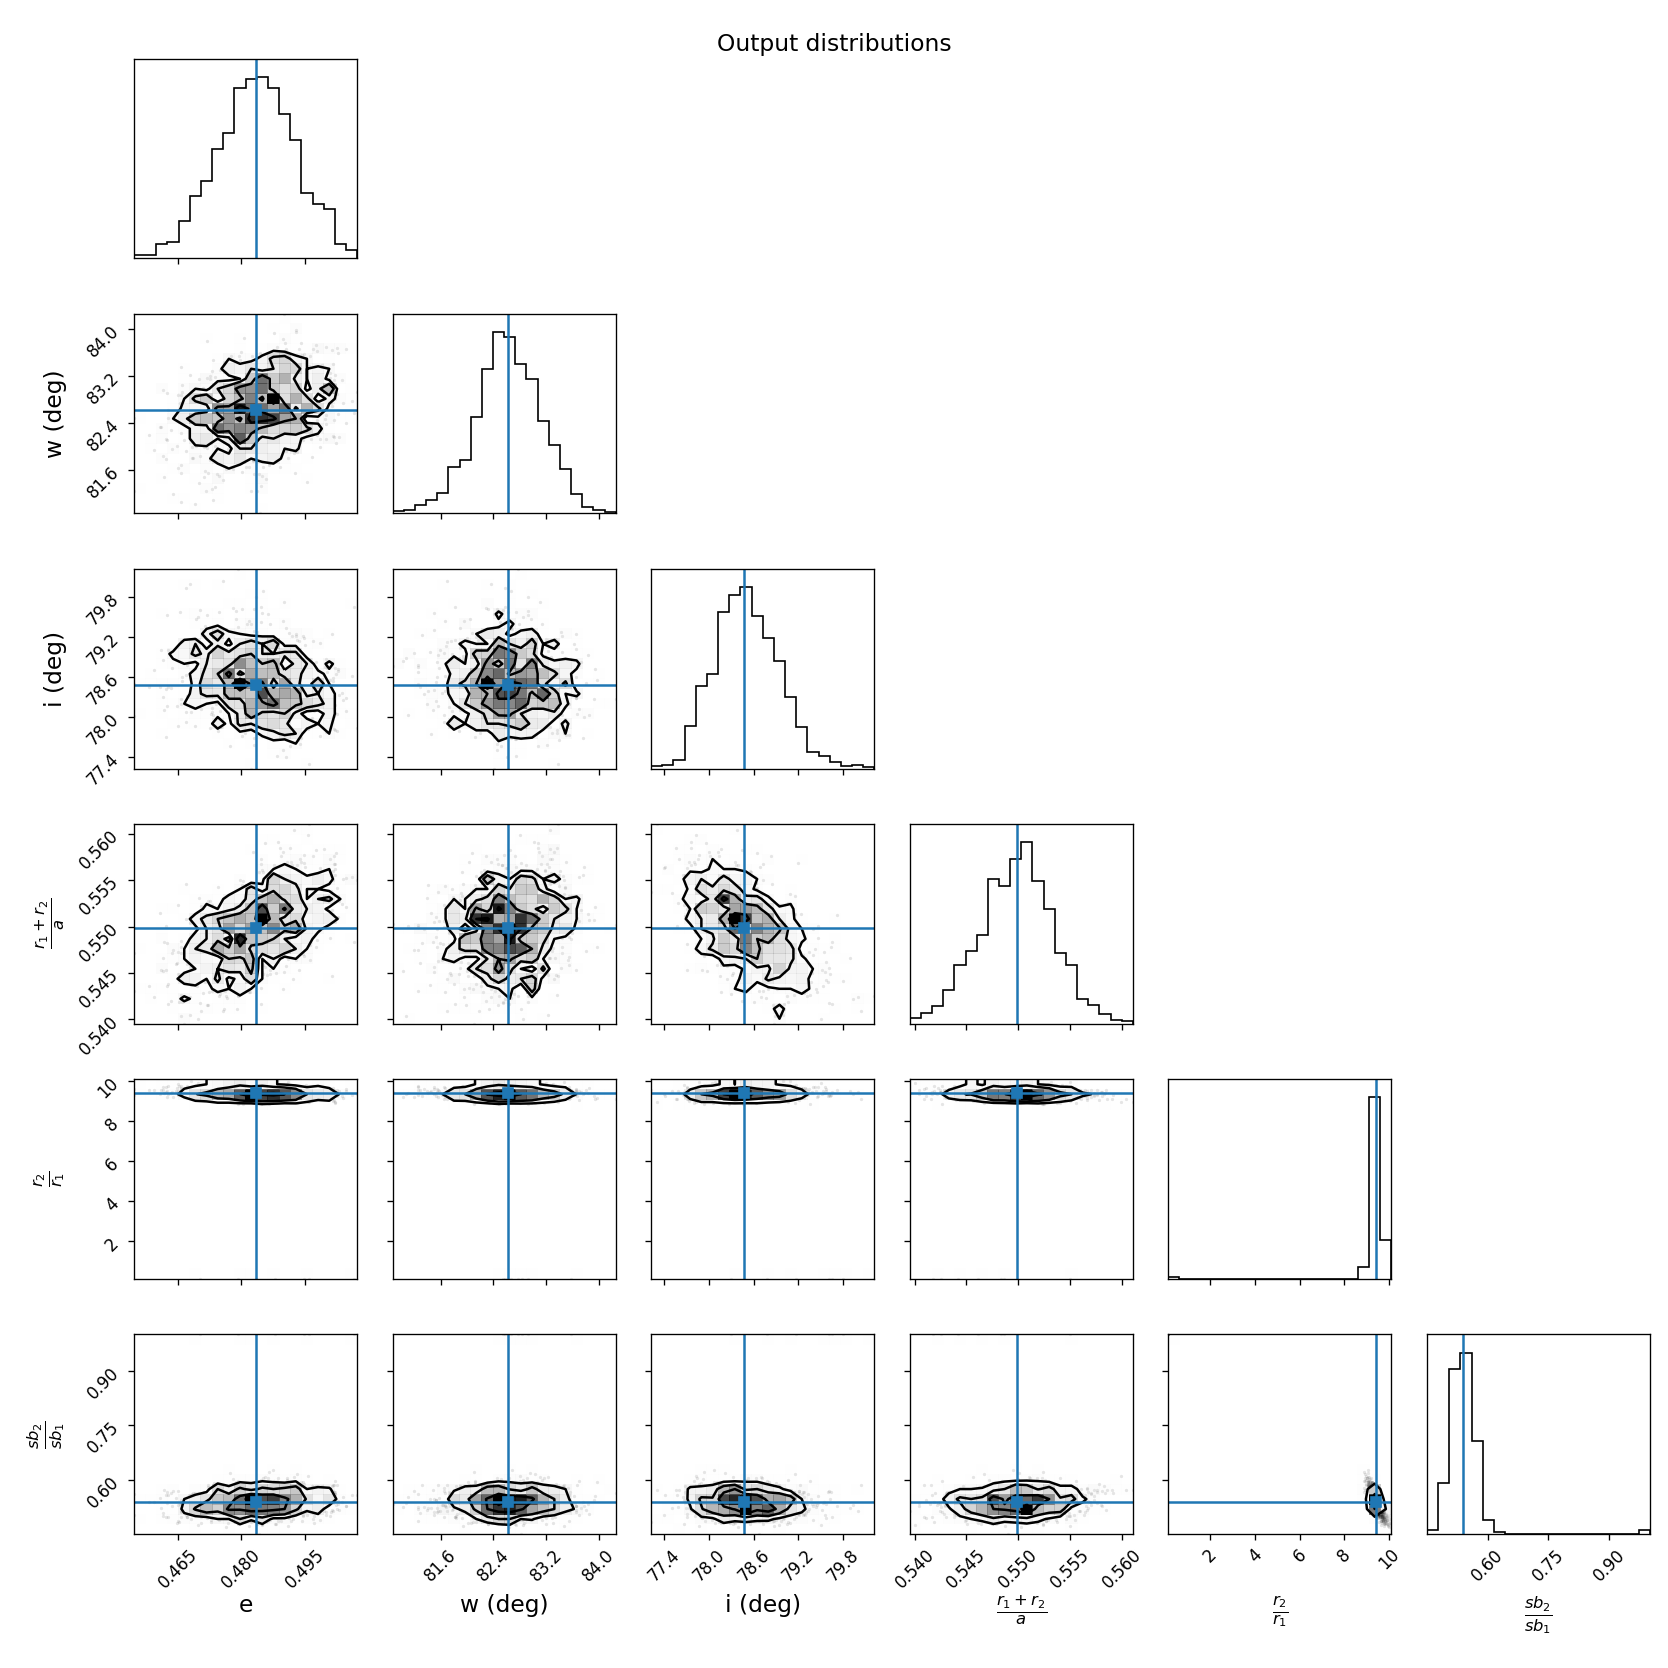 Output distributions
w (deg)
84.0
83.2
82.4
81.6
i (deg)
79.8
79.2
78.6
78.0
77.4
r₁ + r₂
a
0.560
0.555
0.550
0.545
0.540
r₂
r₁
10
8
6
4
2
sb₂
sb₁
0.90
0.75
0.60
0.465 0.480 0.495 81.6 82.4 83.2 84.0 77.4 78.0 78.6 79.2 79.8 0.540 0.545 0.550 0.555 0.560 2 4 6 8 10 0.60 0.75 0.90
e w (deg) i (deg) r₁ + r₂ r₂ sb₂
a r₁ sb₁